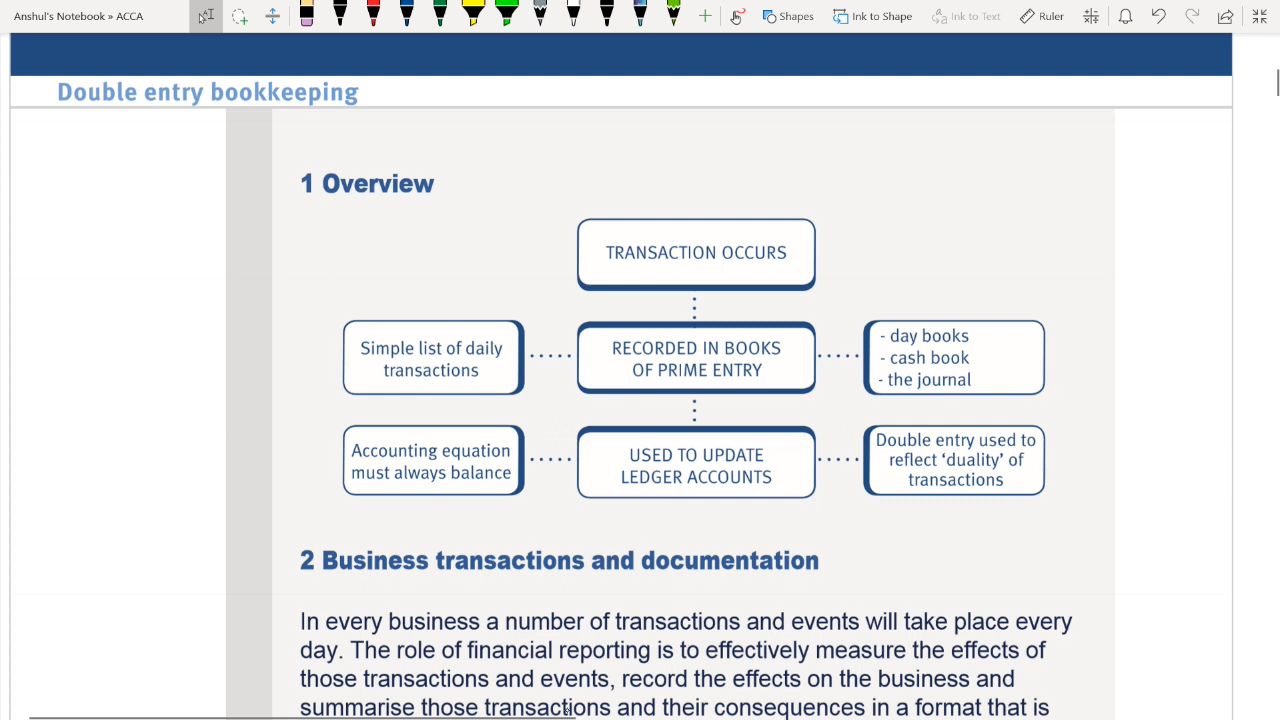 Anshul's Notebook » ACCA
Shapes
Ink to Shape
Ink to Text
Ruler
Double entry bookkeeping
1 Overview
TRANSACTION OCCURS
Simple list of daily
transactions
RECORDED IN BOOKS
OF PRIME ENTRY
- day books
- cash book
- the journal
Accounting equation
must always balance
USED TO UPDATE
LEDGER ACCOUNTS
Double entry used to
reflect ‘duality’ of
transactions
2 Business transactions and documentation
In every business a number of transactions and events will take place every
day. The role of financial reporting is to effectively measure the effects of
those transactions and events, record the effects on the business and
summarise those transactions and their consequences in a format that is